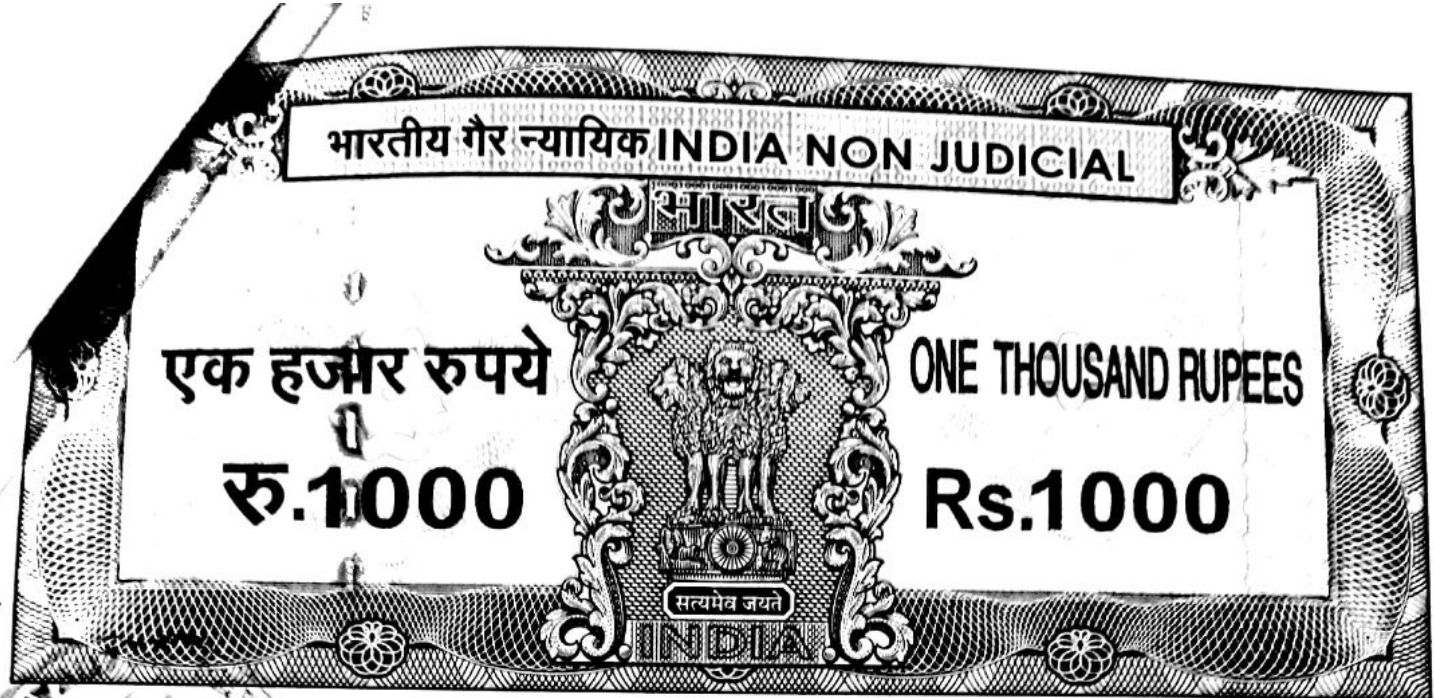 भारतीय गैर न्यायिक INDIA NON JUDICIAL
भारत
एक हजार रुपये
ONE THOUSAND RUPEES
रु.1000
Rs.1000
सत्यमेव जयते
INDIA